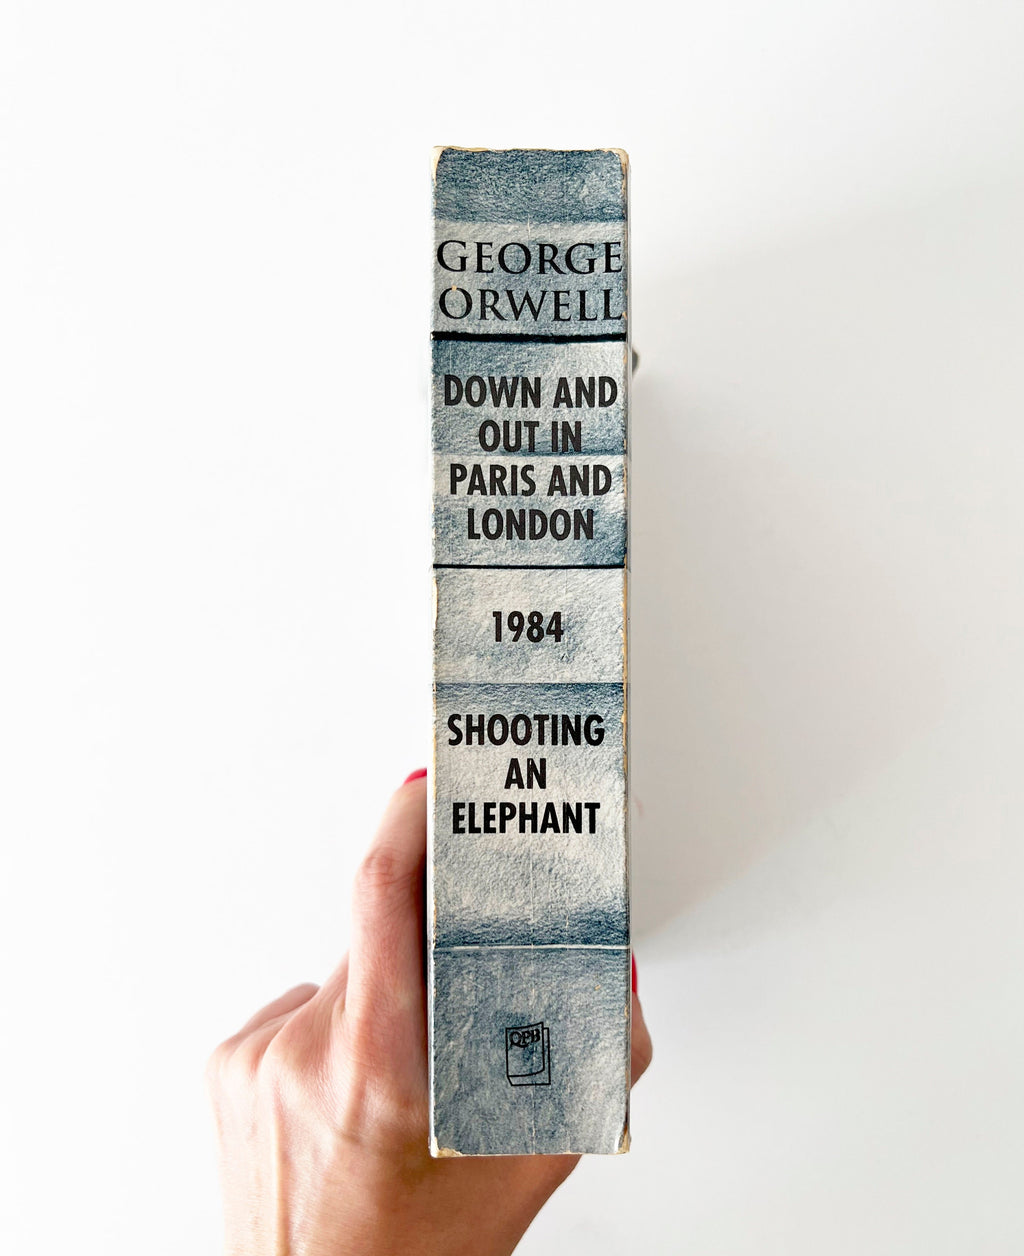 GEORGE
ORWELL
DOWN AND
OUT IN
PARIS AND
LONDON
1984
SHOOTING
AN
ELEPHANT
QPB